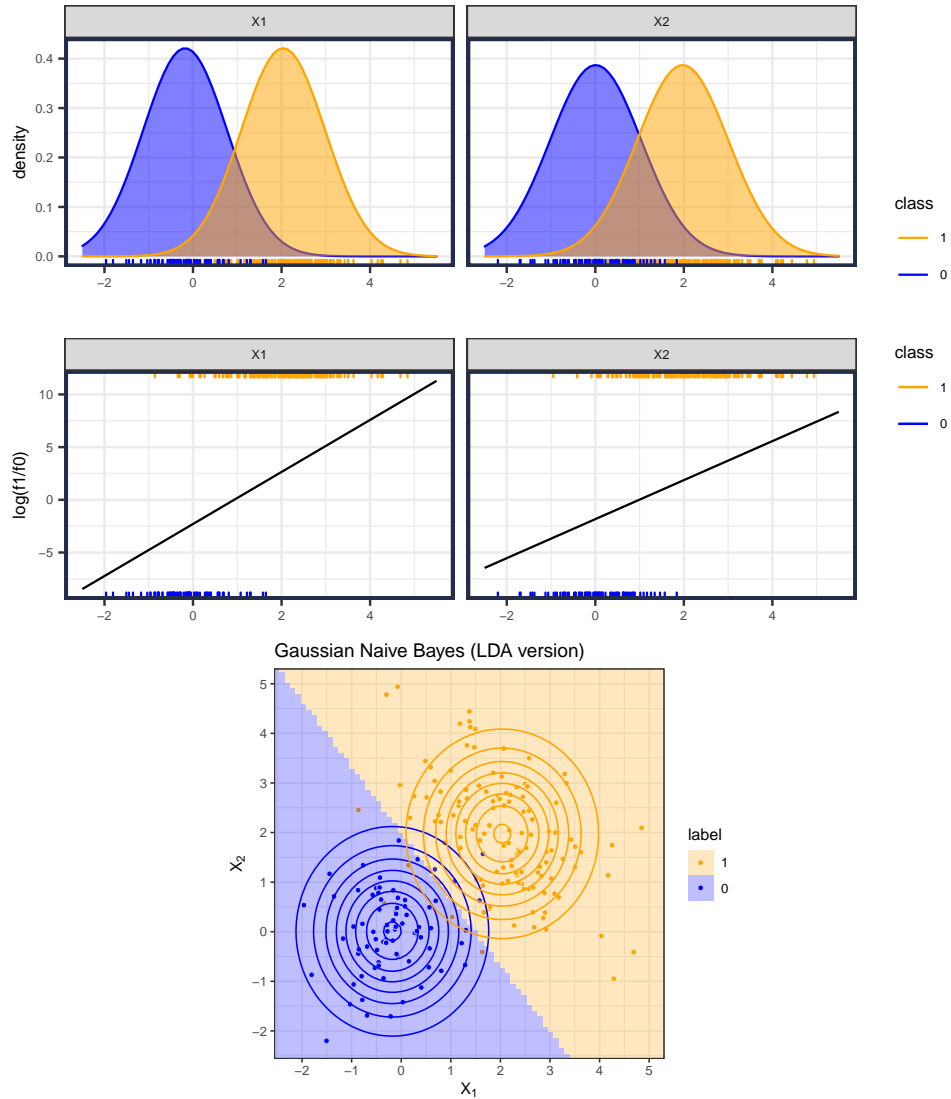 X1 X2
0.4
0.3
0.2
0.1
0.0
density
−2 0 2 4 −2 0 2 4
class
1
0
X1 X2
10
5
0
−5
log(f1/f0)
−2 0 2 4 −2 0 2 4
class
1
0
Gaussian Naive Bayes (LDA version)
5
4
3
2
1
0
−1
−2
X2
−2 −1 0 1 2 3 4 5
X1
label
1
0